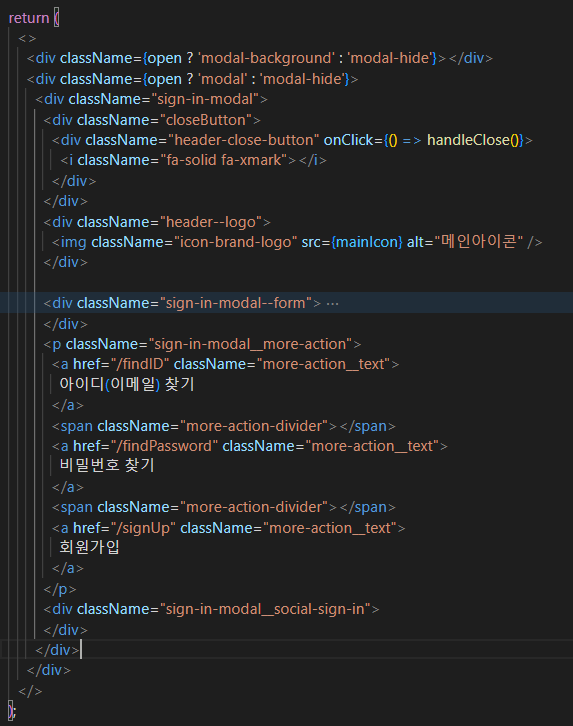 return (
<>
<div className={open ? 'modal-background' : 'modal-hide'}></div>
<div className={open ? 'modal' : 'modal-hide'}>
<div className="sign-in-modal">
<div className="closeButton">
<div className="header-close-button" onClick={() => handleClose()}>
<i className="fa-solid fa-xmark"></i>
</div>
</div>
<div className="header--logo">
<img className="icon-brand-logo" src={mainIcon} alt="메인아이콘" />
</div>
<div className="sign-in-modal--form"> ···
</div>
<p className="sign-in-modal__more-action">
<a href="/findID" className="more-action__text">
아이디(이메일) 찾기
</a>
<span className="more-action-divider"></span>
<a href="/findPassword" className="more-action__text">
비밀번호 찾기
</a>
<span className="more-action-divider"></span>
<a href="/signUp" className="more-action__text">
회원가입
</a>
</p>
<div className="sign-in-modal__social-sign-in">
</div>
</div>
</div>
</>
);